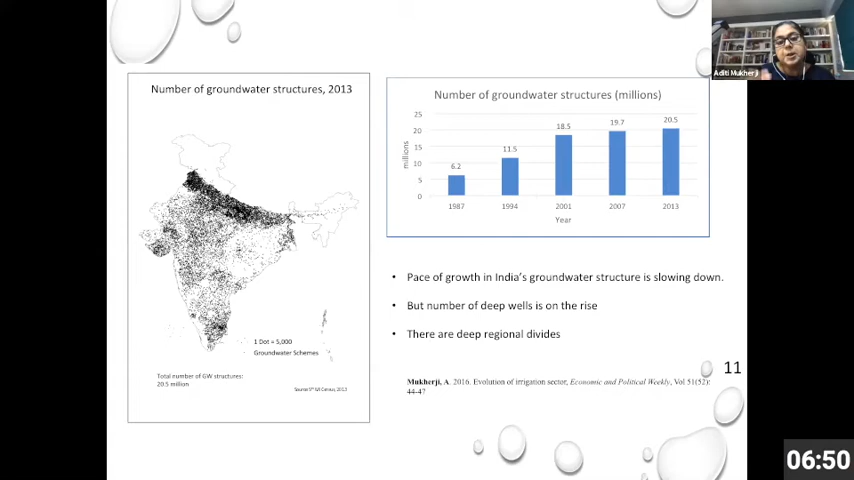 Number of groundwater structures, 2013
1 Dot = 5,000
Groundwater Schemes
Total number of GW structures:
20.5 million
Number of groundwater structures (millions)
millions
25
20
15
10
5
0
6.2
11.5
18.5
19.7
20.5
1987
1994
2001
2007
2013
Year
• Pace of growth in India's groundwater structure is slowing down.
• But number of deep wells is on the rise
• There are deep regional divides
11
Mukherji, A. 2016. Evolution of irrigation sector, Economic and Political Weekly, Vol 51(52):
44-47
Aditi Mukherji
06:50